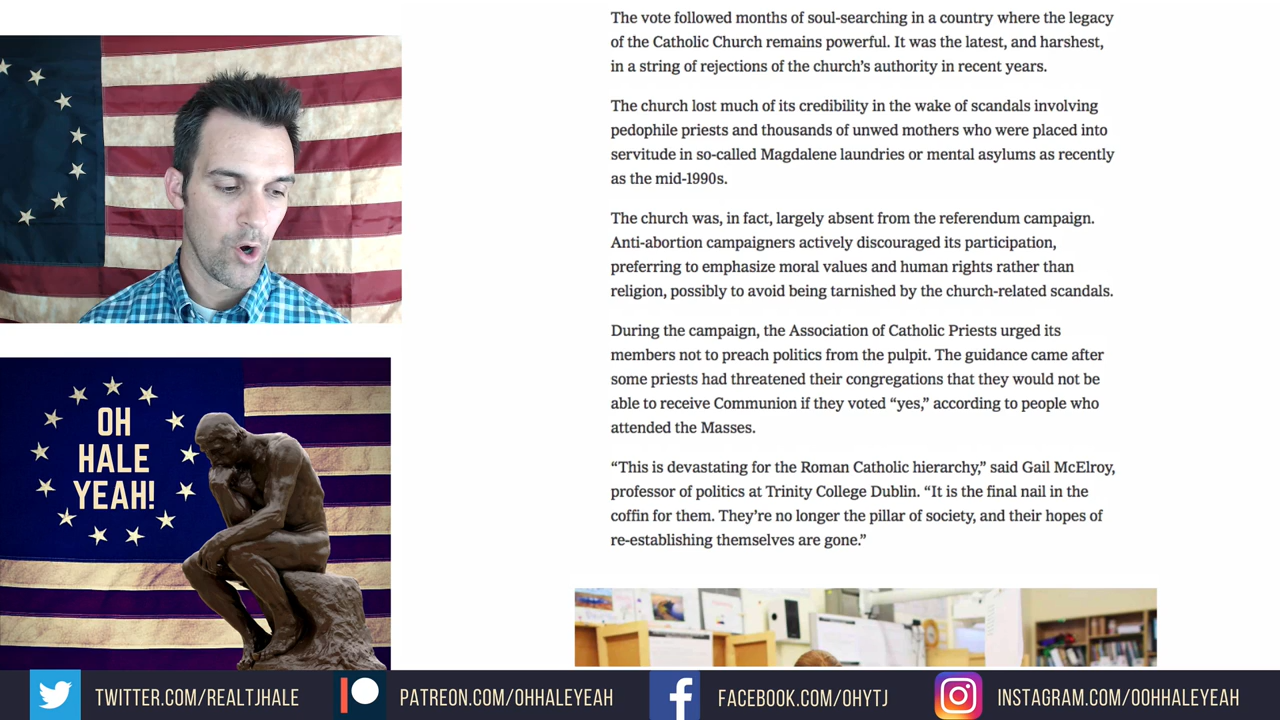 The vote followed months of soul-searching in a country where the legacy
of the Catholic Church remains powerful. It was the latest, and harshest,
in a string of rejections of the church’s authority in recent years.
The church lost much of its credibility in the wake of scandals involving
pedophile priests and thousands of unwed mothers who were placed into
servitude in so-called Magdalene laundries or mental asylums as recently
as the mid-1990s.
The church was, in fact, largely absent from the referendum campaign.
Anti-abortion campaigners actively discouraged its participation,
preferring to emphasize moral values and human rights rather than
religion, possibly to avoid being tarnished by the church-related scandals.
During the campaign, the Association of Catholic Priests urged its
members not to preach politics from the pulpit. The guidance came after
some priests had threatened their congregations that they would not be
able to receive Communion if they voted “yes,” according to people who
attended the Masses.
“This is devastating for the Roman Catholic hierarchy,” said Gail McElroy,
professor of politics at Trinity College Dublin. “It is the final nail in the
coffin for them. They’re no longer the pillar of society, and their hopes of
re-establishing themselves are gone.”
OH
HALE
YEAH!
TWITTER.COM/REALTJHALE
PATREON.COM/OHHALEYEAH
FACEBOOK.COM/OHYTJ
INSTAGRAM.COM/OOHHALEYEAH